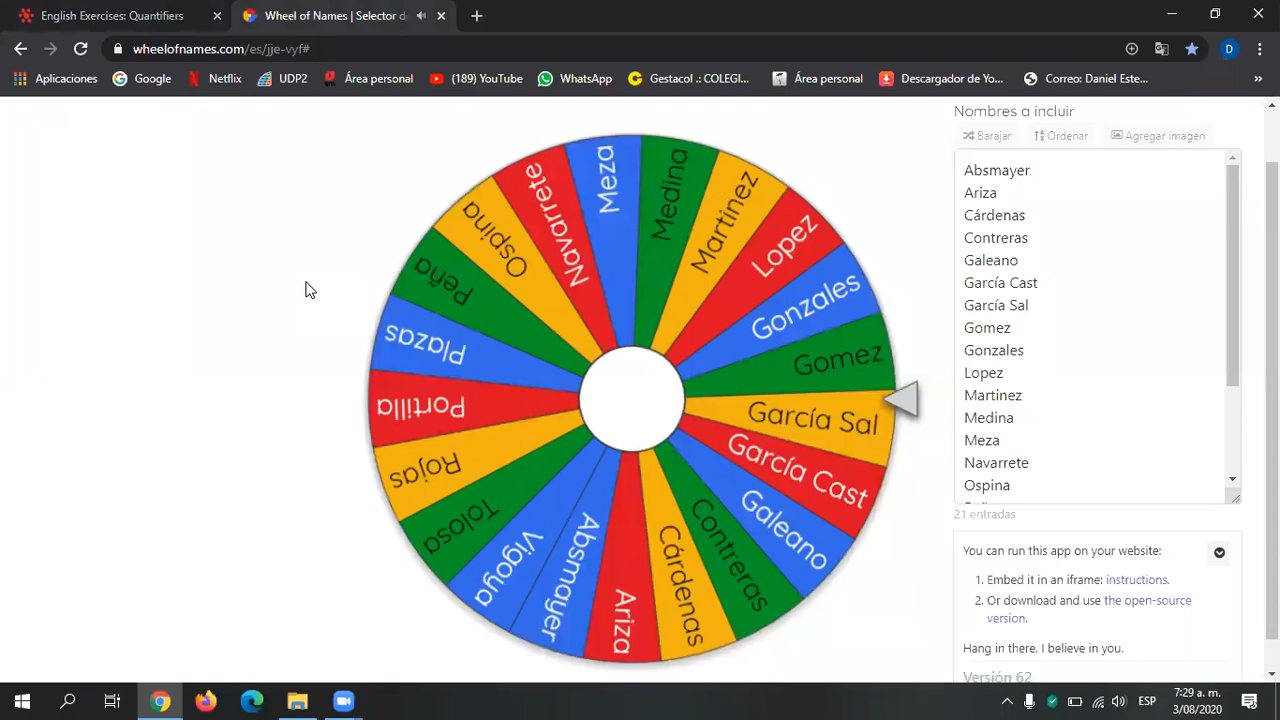 English Exercises: Quantifiers
Wheel of Names | Selector d
wheelofnames.com/es/jje-vyf#
Aplicaciones
Google
Netflix
UDP2
Área personal
(189) YouTube
WhatsApp
Gestacol .: COLEGI...
Área personal
Descargador de Yo...
Correo: Daniel Este...
»
D
Nombres a incluir
Barajar
Ordenar
Agregar imagen
Absmayer
Ariza
Cárdenas
Contreras
Galeano
García Cast
García Sal
Gomez
Gonzales
Lopez
Martinez
Medina
Meza
Navarrete
Ospina
21 entradas
You can run this app on your website:
1. Embed it in an iframe: instructions.
2. Or download and use the open-source
version.
Hang in there. I believe in you.
Versión 62
Meza
Medina
Martinez
Lopez
Gonzales
Gomez
García Sal
García Cast
Galeano
Contreras
Cárdenas
Ariza
Absmayer
Vigoya
Tolosa
Rojas
Portilla
Plazas
Peña
Ospina
Navarrete
ESP
7:29 a. m.
3/08/2020